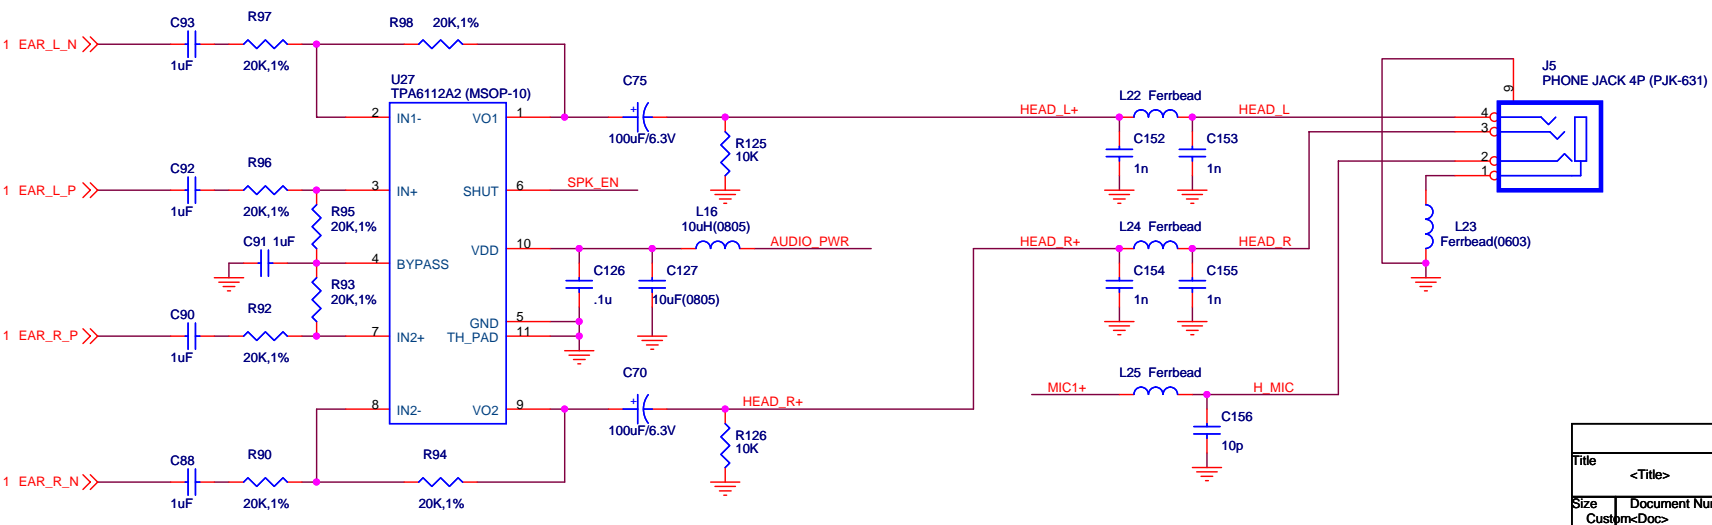 C93
R97
R98 20K,1%
1 EAR_L_N
1uF
20K,1%
U27
TPA6112A2 (MSOP-10)
2 IN1- VO1 1
C75
100uF/6.3V
HEAD_L+
L22 Ferrbead
HEAD_L
J5
PHONE JACK 4P (PJK-631)
6
4
3
2
1
R125
10K
C152
1n
C153
1n
C92
R96
1 EAR_L_P
1uF
20K,1%
3 IN+ SHUT 6
SPK_EN
R95
20K,1%
C91 1uF
4 BYPASS
VDD 10
L16
10uH(0805)
AUDIO_PWR
HEAD_R+
L24 Ferrbead
HEAD_R
L23
Ferrbead(0603)
R93
20K,1%
C126
.1u
C127
10uF(0805)
C154
1n
C155
1n
C90
R92
1 EAR_R_P
1uF
20K,1%
7 IN2+
GND 5
TH_PAD 11
C70
100uF/6.3V
8 IN2- VO2 9
HEAD_R+
MIC1+
L25 Ferrbead
H_MIC
C156
10p
R126
10K
C88
R90
R94
1 EAR_R_N
1uF
20K,1%
20K,1%
Title
<Title>
Size
Document Num
Custom
<Doc>